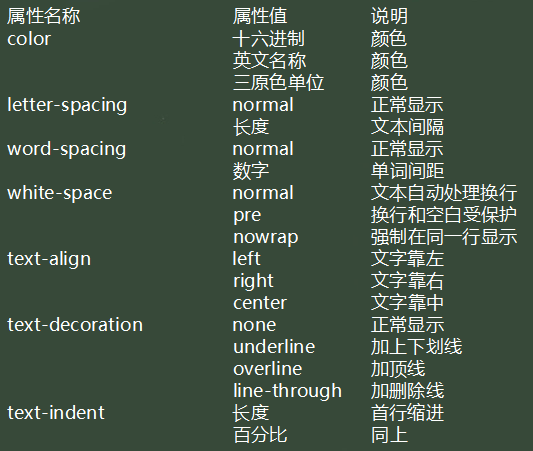 属性名称 属性值 说明
color 十六进制 颜色
英文名称 颜色
三原色单位 颜色
letter-spacing normal 正常显示
长度 文本间隔
word-spacing normal 正常显示
数字 单词间距
white-space normal 文本自动处理换行
pre 换行和空白受保护
nowrap 强制在同一行显示
text-align left 文字靠左
right 文字靠右
center 文字靠中
text-decoration none 正常显示
underline 加上下划线
overline 加顶线
line-through 加删除线
text-indent 长度 首行缩进
百分比 同上